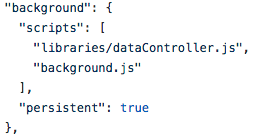 "background": {
  "scripts": [
    "libraries/dataController.js",
    "background.js"
  ],
  "persistent": true
},